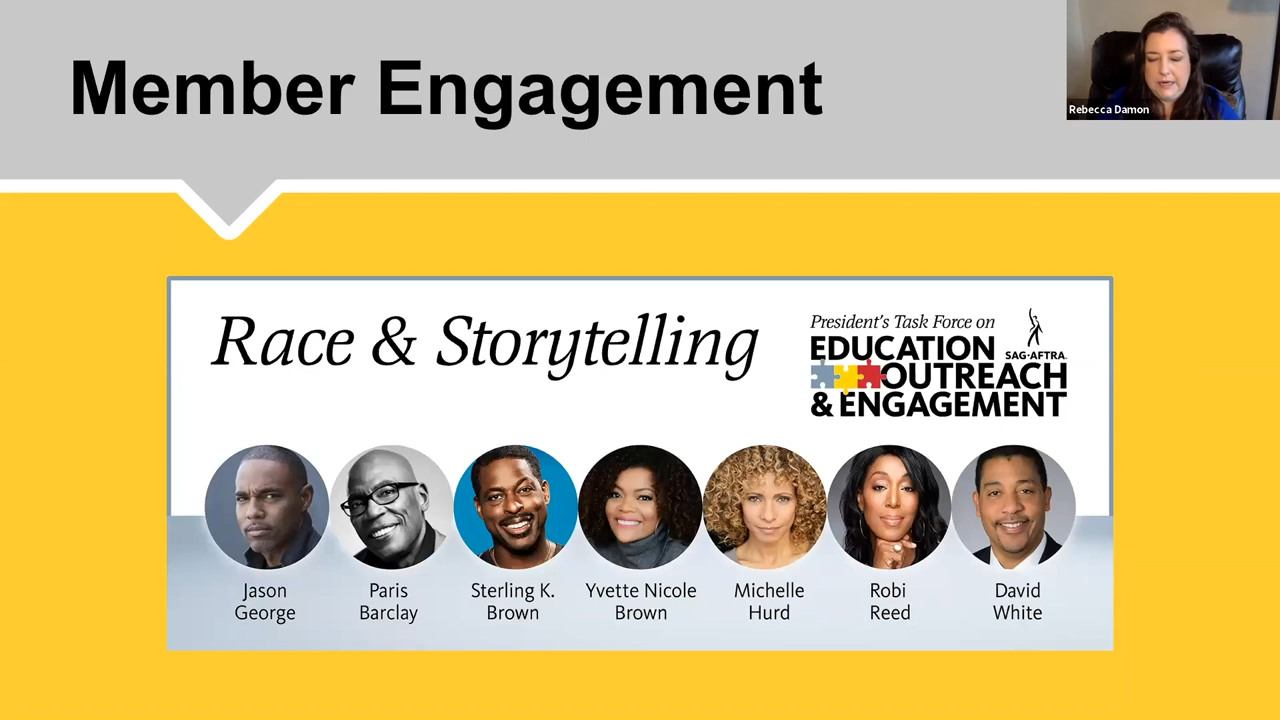 Member Engagement
Rebecca Damon
Race & Storytelling
President's Task Force on
EDUCATION
SAG·AFTRA
OUTREACH
& ENGAGEMENT
Jason
George
Paris
Barclay
Sterling K.
Brown
Yvette Nicole
Brown
Michelle
Hurd
Robi
Reed
David
White